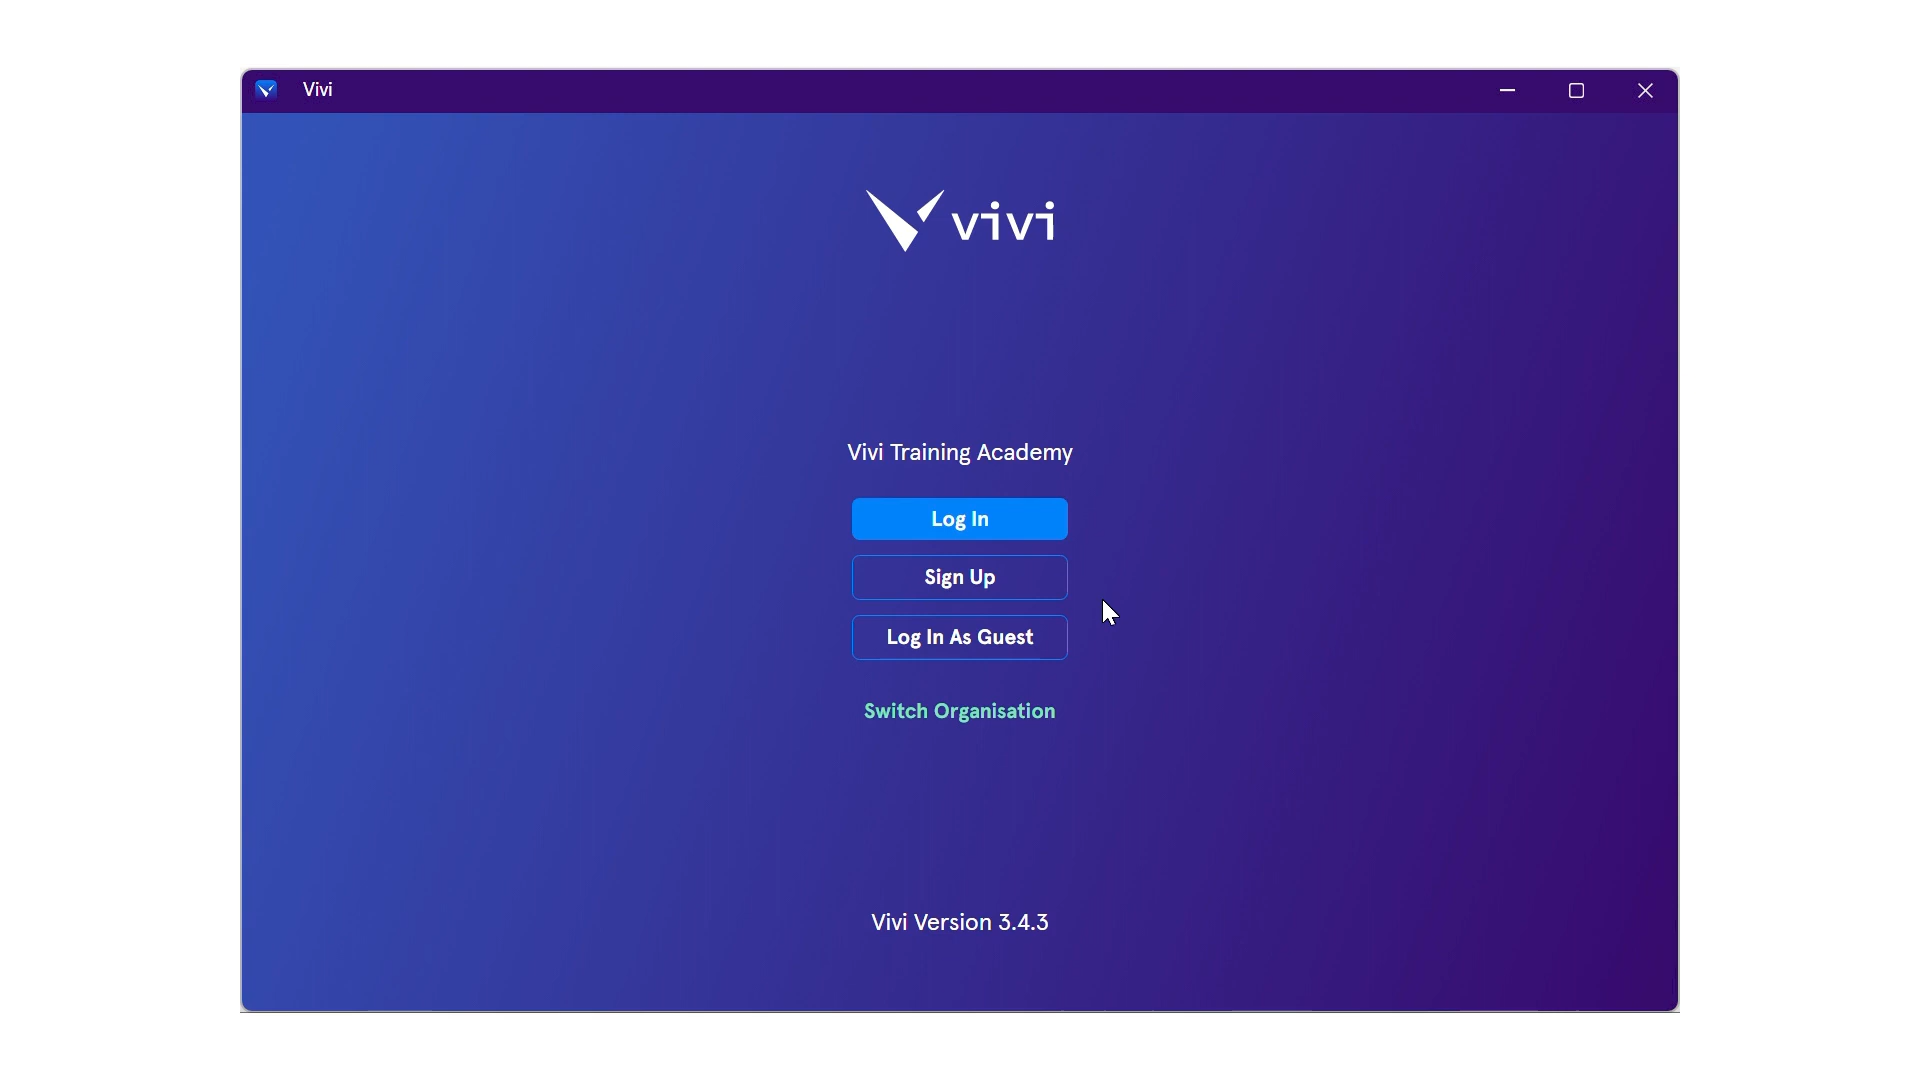 Vivi
vivi
Vivi Training Academy
Log In
Sign Up
Log In As Guest
Switch Organisation
Vivi Version 3.4.3